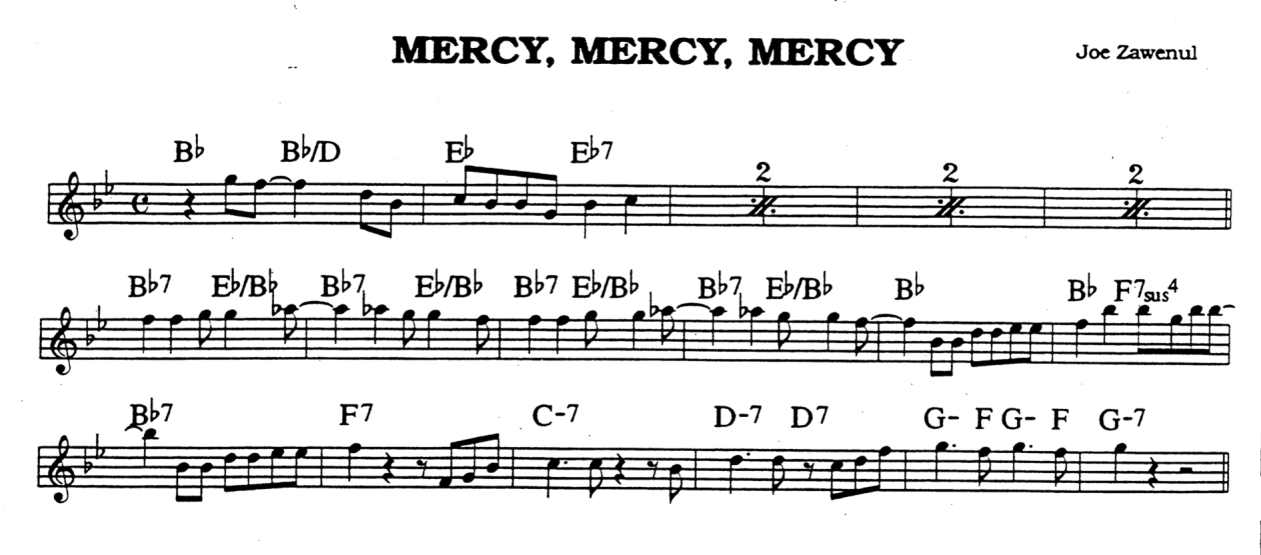 MERCY, MERCY, MERCY
Joe Zawenul
B♭ B♭/D E♭ E♭7 2 2 2
B♭7 E♭/B♭ B♭7 E♭/B♭ B♭7 E♭/B♭ B♭7 E♭/B♭ B♭ B♭ F7sus4
B♭7 F7 C-7 D-7 D7 G- F G- F G-7